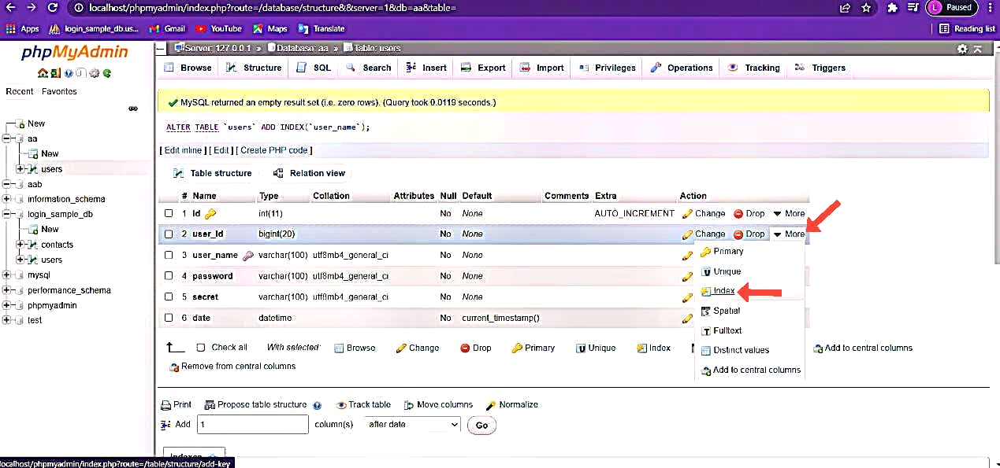 localhost/phpmyadmin/index.php?route=/database/structure&&server=1&db=aa&table=
L Paused
Apps login_sample_db.us... Gmail YouTube Maps Translate Reading list
phpMyAdmin
Recent Favorites
New
aa
New
users
aab
information_schema
login_sample_db
New
contacts
users
mysql
performance_schema
phpmyadmin
test
Server: 127.0.0.1 » Database: aa » Table: users
Browse Structure SQL Search Insert Export Import Privileges Operations Tracking Triggers
MySQL returned an empty result set (i.e. zero rows). (Query took 0.0119 seconds.)
ALTER TABLE `users` ADD INDEX(`user_name`);
[ Edit inline ] [ Edit ] [ Create PHP code ]
Table structure Relation view
# Name Type Collation Attributes Null Default Comments Extra Action
1 id int(11) No None AUTO_INCREMENT Change Drop More
2 user_id bigint(20) No None Change Drop More
3 user_name varchar(100) utf8mb4_general_ci No None
4 password varchar(100) utf8mb4_general_ci No None
5 secret varchar(100) utf8mb4_general_ci No None
6 date datetime No current_timestamp()
Primary
Unique
Index
Spatial
Fulltext
Distinct values
Add to central columns
Check all With selected: Browse Change Drop Primary Unique Index Add to central columns
Remove from central columns
Print Propose table structure Track table Move columns Normalize
Add 1 column(s) after date Go
Indexes
localhost/phpmyadmin/index.php?route=/table/structure/add-key